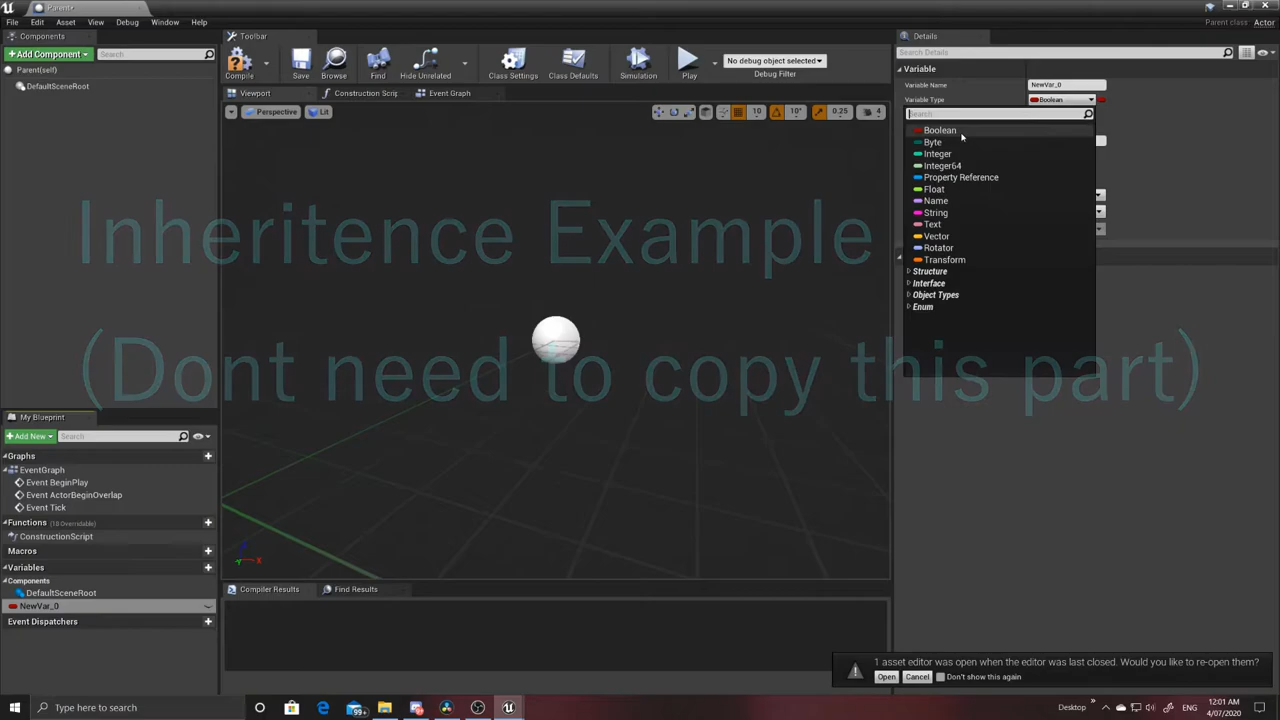 Parent*
File Edit Asset View Debug Window Help
Parent class: Actor
Components
Toolbar
Details
+Add Component
Search
Search Details
Parent(self)
DefaultSceneRoot
Compile
Save
Browse
Find
Hide Unrelated
Class Settings
Class Defaults
Simulation
Play
No debug object selected
Debug Filter
Viewport
Construction Scrip
Event Graph
Perspective
Lit
10
10°
0.25
4
Variable
Variable Name
NewVar_0
Variable Type
Boolean
Search
Boolean
Byte
Integer
Integer64
Property Reference
Float
Name
String
Text
Vector
Rotator
Transform
Structure
Interface
Object Types
Enum
Inheritence Example
(Dont need to copy this part)
X
My Blueprint
+Add New
Search
Graphs
EventGraph
Event BeginPlay
Event ActorBeginOverlap
Event Tick
Functions (18 Overridable)
ConstructionScript
Macros
Variables
Components
DefaultSceneRoot
NewVar_0
Event Dispatchers
Compiler Results
Find Results
1 asset editor was open when the editor was last closed. Would you like to re-open them?
Open
Cancel
Don't show this again
Type here to search
99+
Desktop
ENG
12:01 AM
4/07/2020